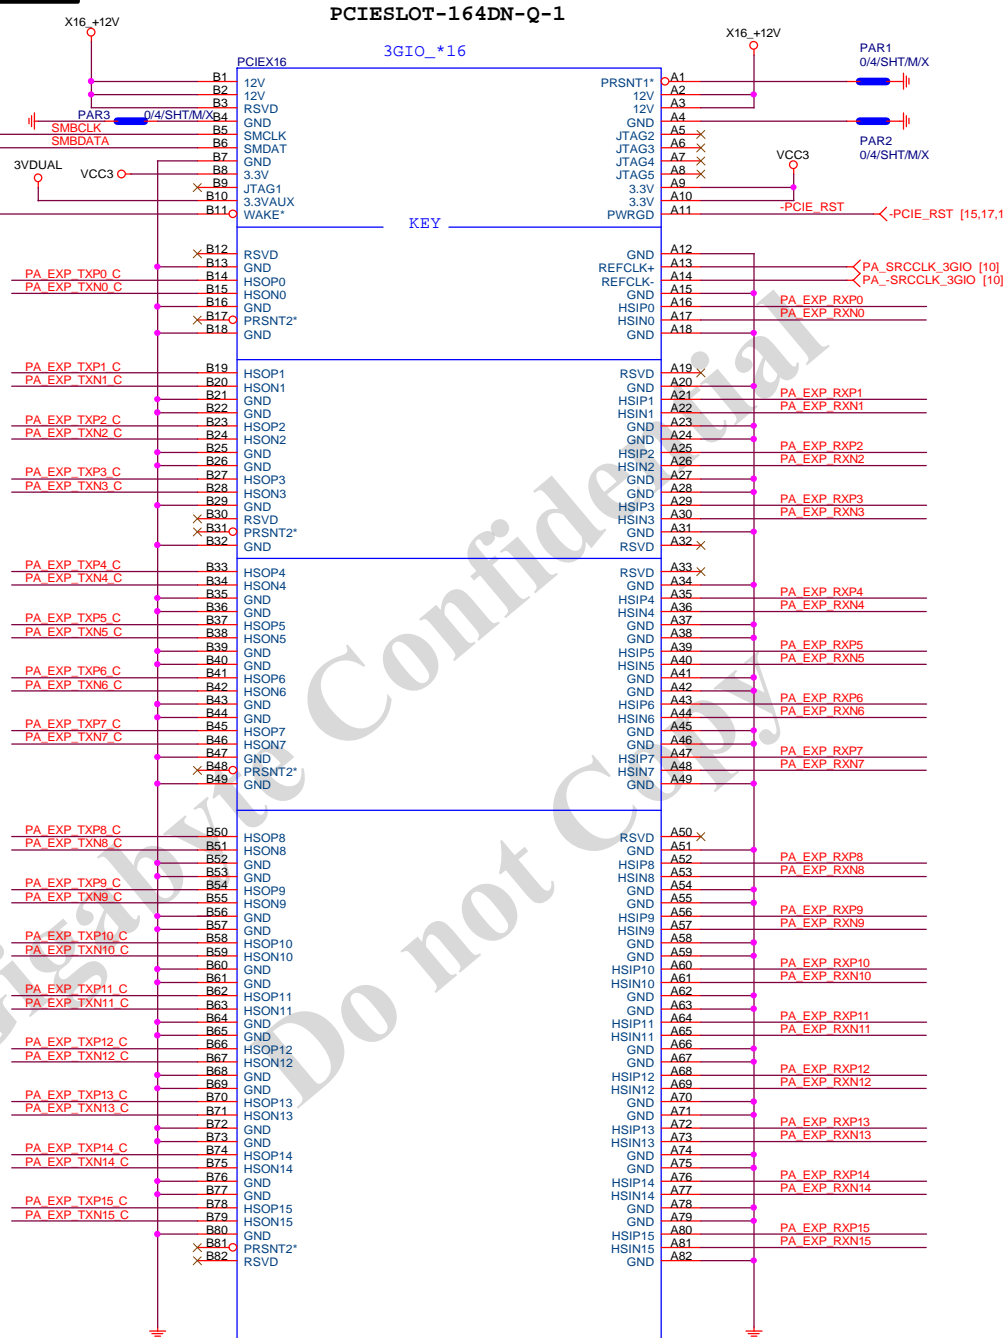 PCIESLOT-164DN-Q-1
X16_+12V
3GIO_*16
X16_+12V
PAR1
0/4/SHT/M/X
PCIEX16
B1 12V PRSNT1* A1
B2 12V 12V A2
B3 RSVD 12V A3
PAR3 0/4/SHT/M/X B4 GND GND A4
SMBCLK B5 SMCLK JTAG2 A5
SMBDATA B6 SMDAT JTAG3 A6
PAR2
0/4/SHT/M/X
B7 GND JTAG4 A7
3VDUAL VCC3 B8 3.3V JTAG5 A8 VCC3
B9 JTAG1 3.3V A9
B10 3.3VAUX 3.3V A10
B11 WAKE* PWRGD A11 -PCIE_RST -PCIE_RST [15,17,1
KEY
B12 RSVD GND A12
B13 GND REFCLK+ A13 PA_SRCCLK_3GIO [10]
PA_EXP_TXP0_C B14 HSOP0 REFCLK- A14 PA_-SRCCLK_3GIO [10]
PA_EXP_TXN0_C B15 HSON0 GND A15
B16 GND HSIP0 A16 PA_EXP_RXP0
B17 PRSNT2* HSIN0 A17 PA_EXP_RXN0
B18 GND GND A18
PA_EXP_TXP1_C B19 HSOP1 RSVD A19
PA_EXP_TXN1_C B20 HSON1 GND A20
B21 GND HSIP1 A21 PA_EXP_RXP1
B22 GND HSIN1 A22 PA_EXP_RXN1
PA_EXP_TXP2_C B23 HSOP2 GND A23
PA_EXP_TXN2_C B24 HSON2 GND A24
B25 GND HSIP2 A25 PA_EXP_RXP2
B26 GND HSIN2 A26 PA_EXP_RXN2
PA_EXP_TXP3_C B27 HSOP3 GND A27
PA_EXP_TXN3_C B28 HSON3 GND A28
B29 GND HSIP3 A29 PA_EXP_RXP3
B30 RSVD HSIN3 A30 PA_EXP_RXN3
B31 PRSNT2* GND A31
B32 GND RSVD A32
PA_EXP_TXP4_C B33 HSOP4 RSVD A33
PA_EXP_TXN4_C B34 HSON4 GND A34
B35 GND HSIP4 A35 PA_EXP_RXP4
B36 GND HSIN4 A36 PA_EXP_RXN4
PA_EXP_TXP5_C B37 HSOP5 GND A37
PA_EXP_TXN5_C B38 HSON5 GND A38
B39 GND HSIP5 A39 PA_EXP_RXP5
B40 GND HSIN5 A40 PA_EXP_RXN5
PA_EXP_TXP6_C B41 HSOP6 GND A41
PA_EXP_TXN6_C B42 HSON6 GND A42
B43 GND HSIP6 A43 PA_EXP_RXP6
B44 GND HSIN6 A44 PA_EXP_RXN6
PA_EXP_TXP7_C B45 HSOP7 GND A45
PA_EXP_TXN7_C B46 HSON7 GND A46
B47 GND HSIP7 A47 PA_EXP_RXP7
B48 PRSNT2* HSIN7 A48 PA_EXP_RXN7
B49 GND GND A49
PA_EXP_TXP8_C B50 HSOP8 RSVD A50
PA_EXP_TXN8_C B51 HSON8 GND A51
B52 GND HSIP8 A52 PA_EXP_RXP8
B53 GND HSIN8 A53 PA_EXP_RXN8
PA_EXP_TXP9_C B54 HSOP9 GND A54
PA_EXP_TXN9_C B55 HSON9 GND A55
B56 GND HSIP9 A56 PA_EXP_RXP9
B57 GND HSIN9 A57 PA_EXP_RXN9
PA_EXP_TXP10_C B58 HSOP10 GND A58
PA_EXP_TXN10_C B59 HSON10 GND A59
B60 GND HSIP10 A60 PA_EXP_RXP10
B61 GND HSIN10 A61 PA_EXP_RXN10
PA_EXP_TXP11_C B62 HSOP11 GND A62
PA_EXP_TXN11_C B63 HSON11 GND A63
B64 GND HSIP11 A64 PA_EXP_RXP11
B65 GND HSIN11 A65 PA_EXP_RXN11
PA_EXP_TXP12_C B66 HSOP12 GND A66
PA_EXP_TXN12_C B67 HSON12 GND A67
B68 GND HSIP12 A68 PA_EXP_RXP12
B69 GND HSIN12 A69 PA_EXP_RXN12
PA_EXP_TXP13_C B70 HSOP13 GND A70
PA_EXP_TXN13_C B71 HSON13 GND A71
B72 GND HSIP13 A72 PA_EXP_RXP13
B73 GND HSIN13 A73 PA_EXP_RXN13
PA_EXP_TXP14_C B74 HSOP14 GND A74
PA_EXP_TXN14_C B75 HSON14 GND A75
B76 GND HSIP14 A76 PA_EXP_RXP14
B77 GND HSIN14 A77 PA_EXP_RXN14
PA_EXP_TXP15_C B78 HSOP15 GND A78
PA_EXP_TXN15_C B79 HSON15 GND A79
B80 GND HSIP15 A80 PA_EXP_RXP15
B81 PRSNT2* HSIN15 A81 PA_EXP_RXN15
B82 RSVD GND A82
Gigabyte Confidential
Do not Copy